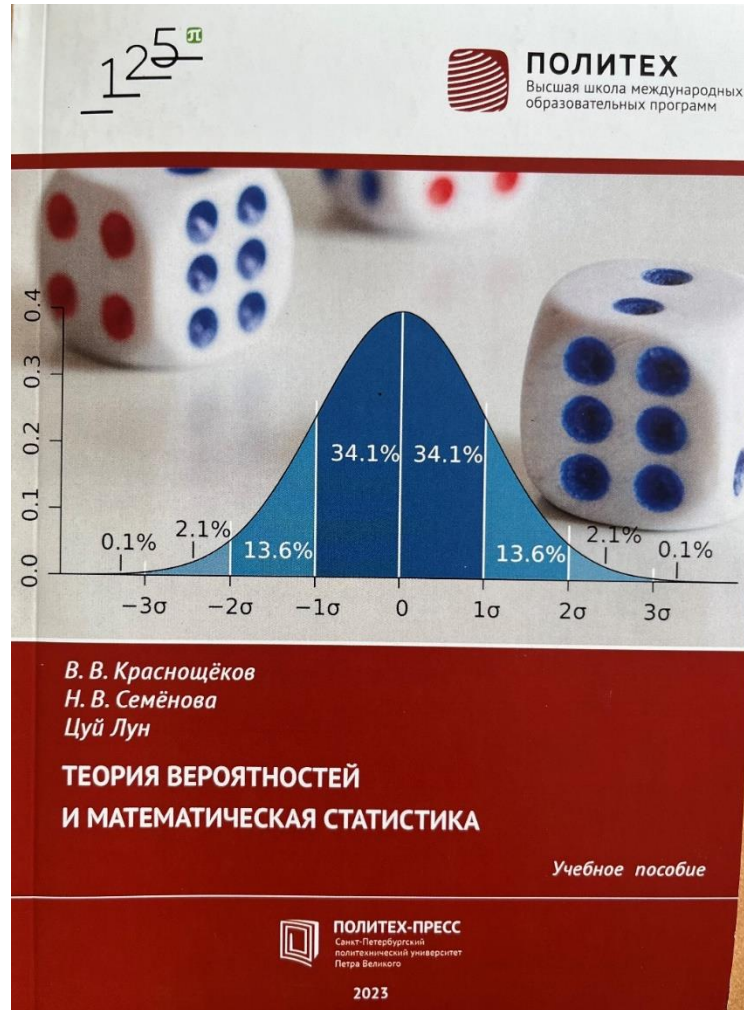 125 π
ПОЛИТЕХ
Высшая школа международных
образовательных программ
0.4
0.3
0.2
0.1
0.0
34.1% 34.1%
0.1% 2.1% 13.6% 13.6% 2.1% 0.1%
−3σ −2σ −1σ 0 1σ 2σ 3σ
В. В. Краснощёков
Н. В. Семёнова
Цуй Лун
ТЕОРИЯ ВЕРОЯТНОСТЕЙ
И МАТЕМАТИЧЕСКАЯ СТАТИСТИКА
Учебное пособие
ПОЛИТЕХ-ПРЕСС
Санкт-Петербургский
политехнический университет
Петра Великого
2023